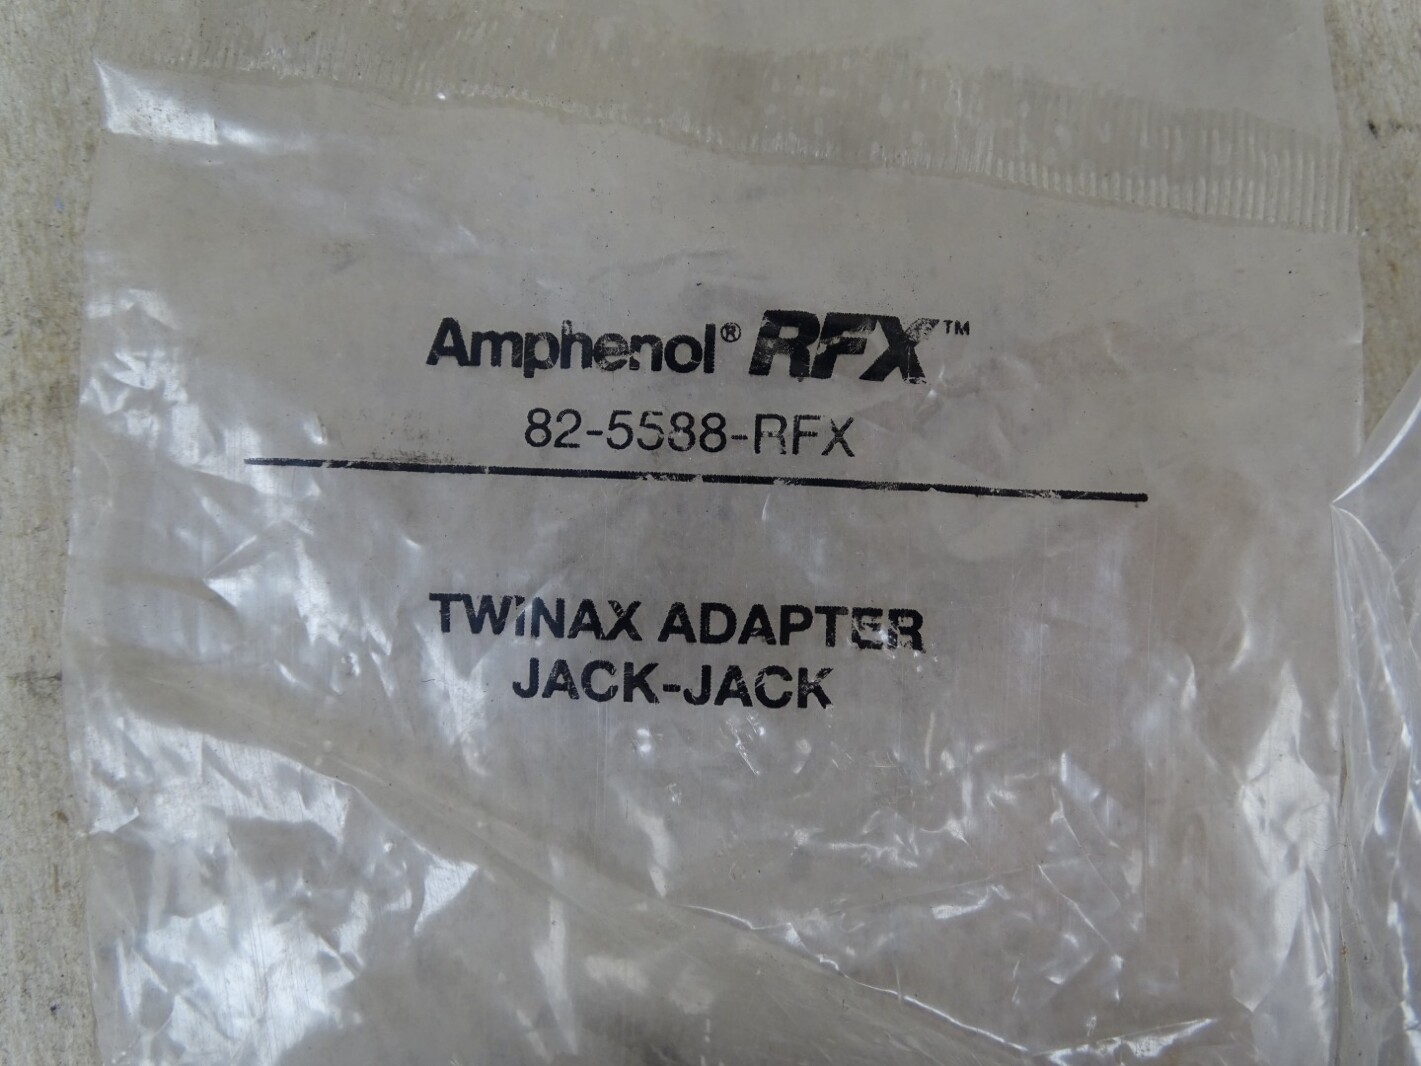 Amphenol® RFX™
82-5588-RFX
TWINAX ADAPTER
JACK-JACK